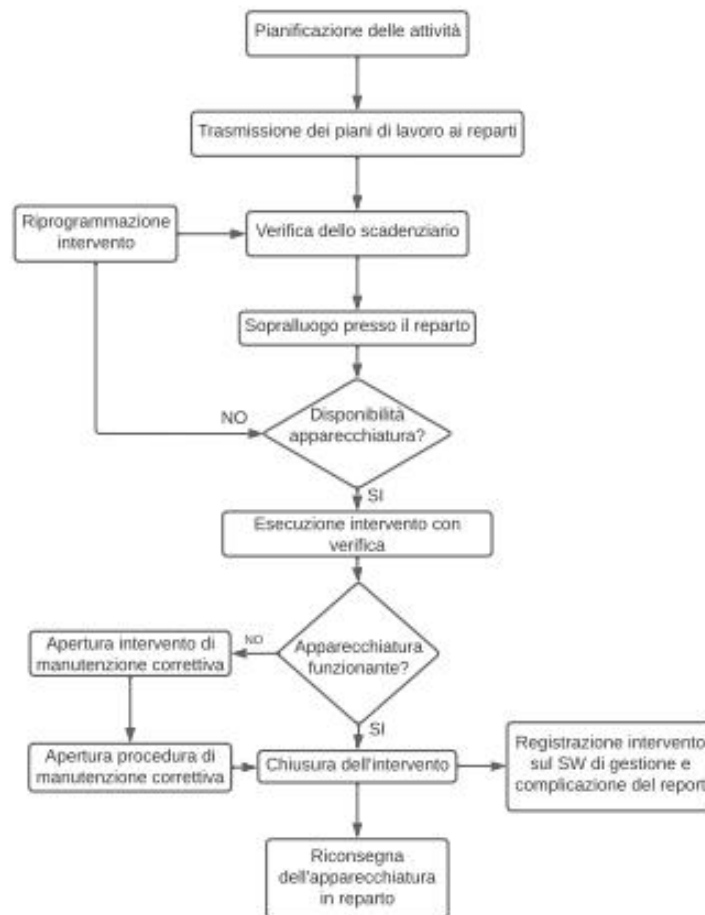 Pianificazione delle attività
Trasmissione dei piani di lavoro ai reparti
Riprogrammazione
intervento
Verifica dello scadenziario
Sopralluogo presso il reparto
NO
Disponibilità
apparecchiatura?
SI
Esecuzione intervento con
verifica
Apertura intervento di
manutenzione correttiva
NO
Apparecchiatura
funzionante?
SI
Apertura procedura di
manutenzione correttiva
Chiusura dell'intervento
Registrazione intervento
sul SW di gestione e
complicazione del report
Riconsegna
dell'apparecchiatura
in reparto